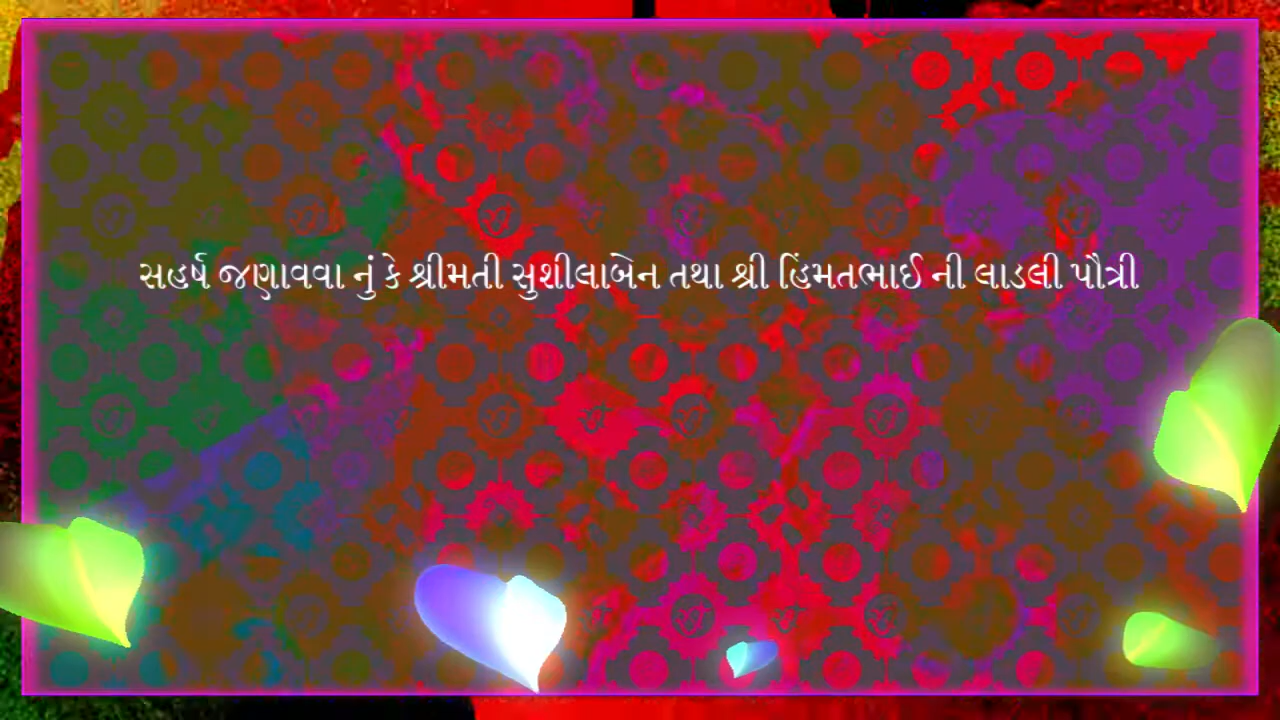 સહર્ષ જણાવવા નું કે શ્રીમતી સુશીલાબેન તથા શ્રી હિંમતભાઈ ની લાડલી પૌત્રી